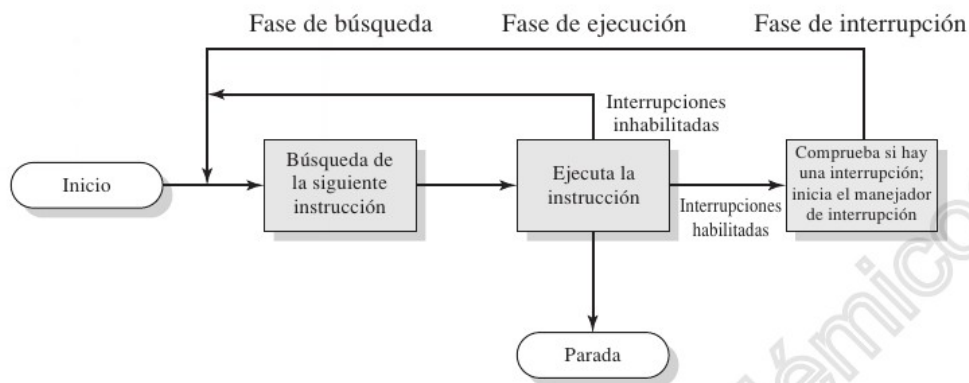 Fase de búsqueda
Fase de ejecución
Fase de interrupción
Interrupciones
inhabilitadas
Inicio
Búsqueda de
la siguiente
instrucción
Ejecuta la
instrucción
Interrupciones
habilitadas
Comprueba si hay
una interrupción;
inicia el manejador
de interrupción
Parada